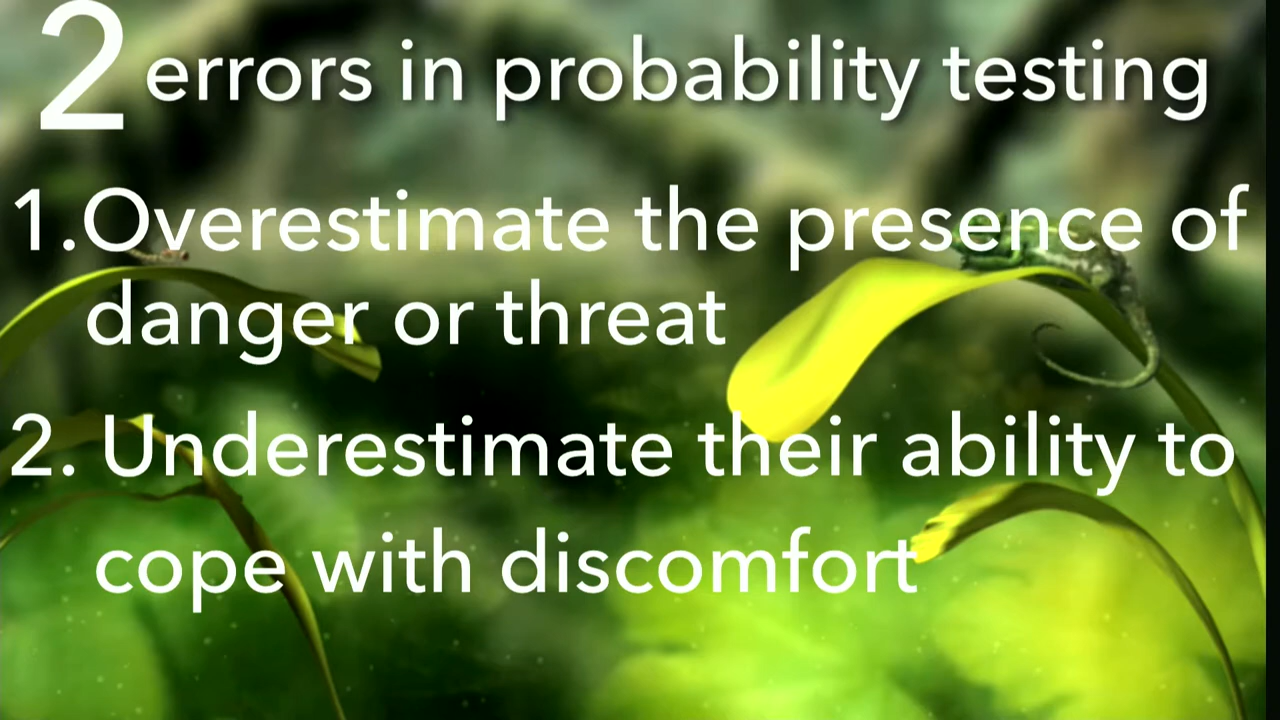 2 errors in probability testing
1.Overestimate the presence of
danger or threat
2. Underestimate their ability to
cope with discomfort